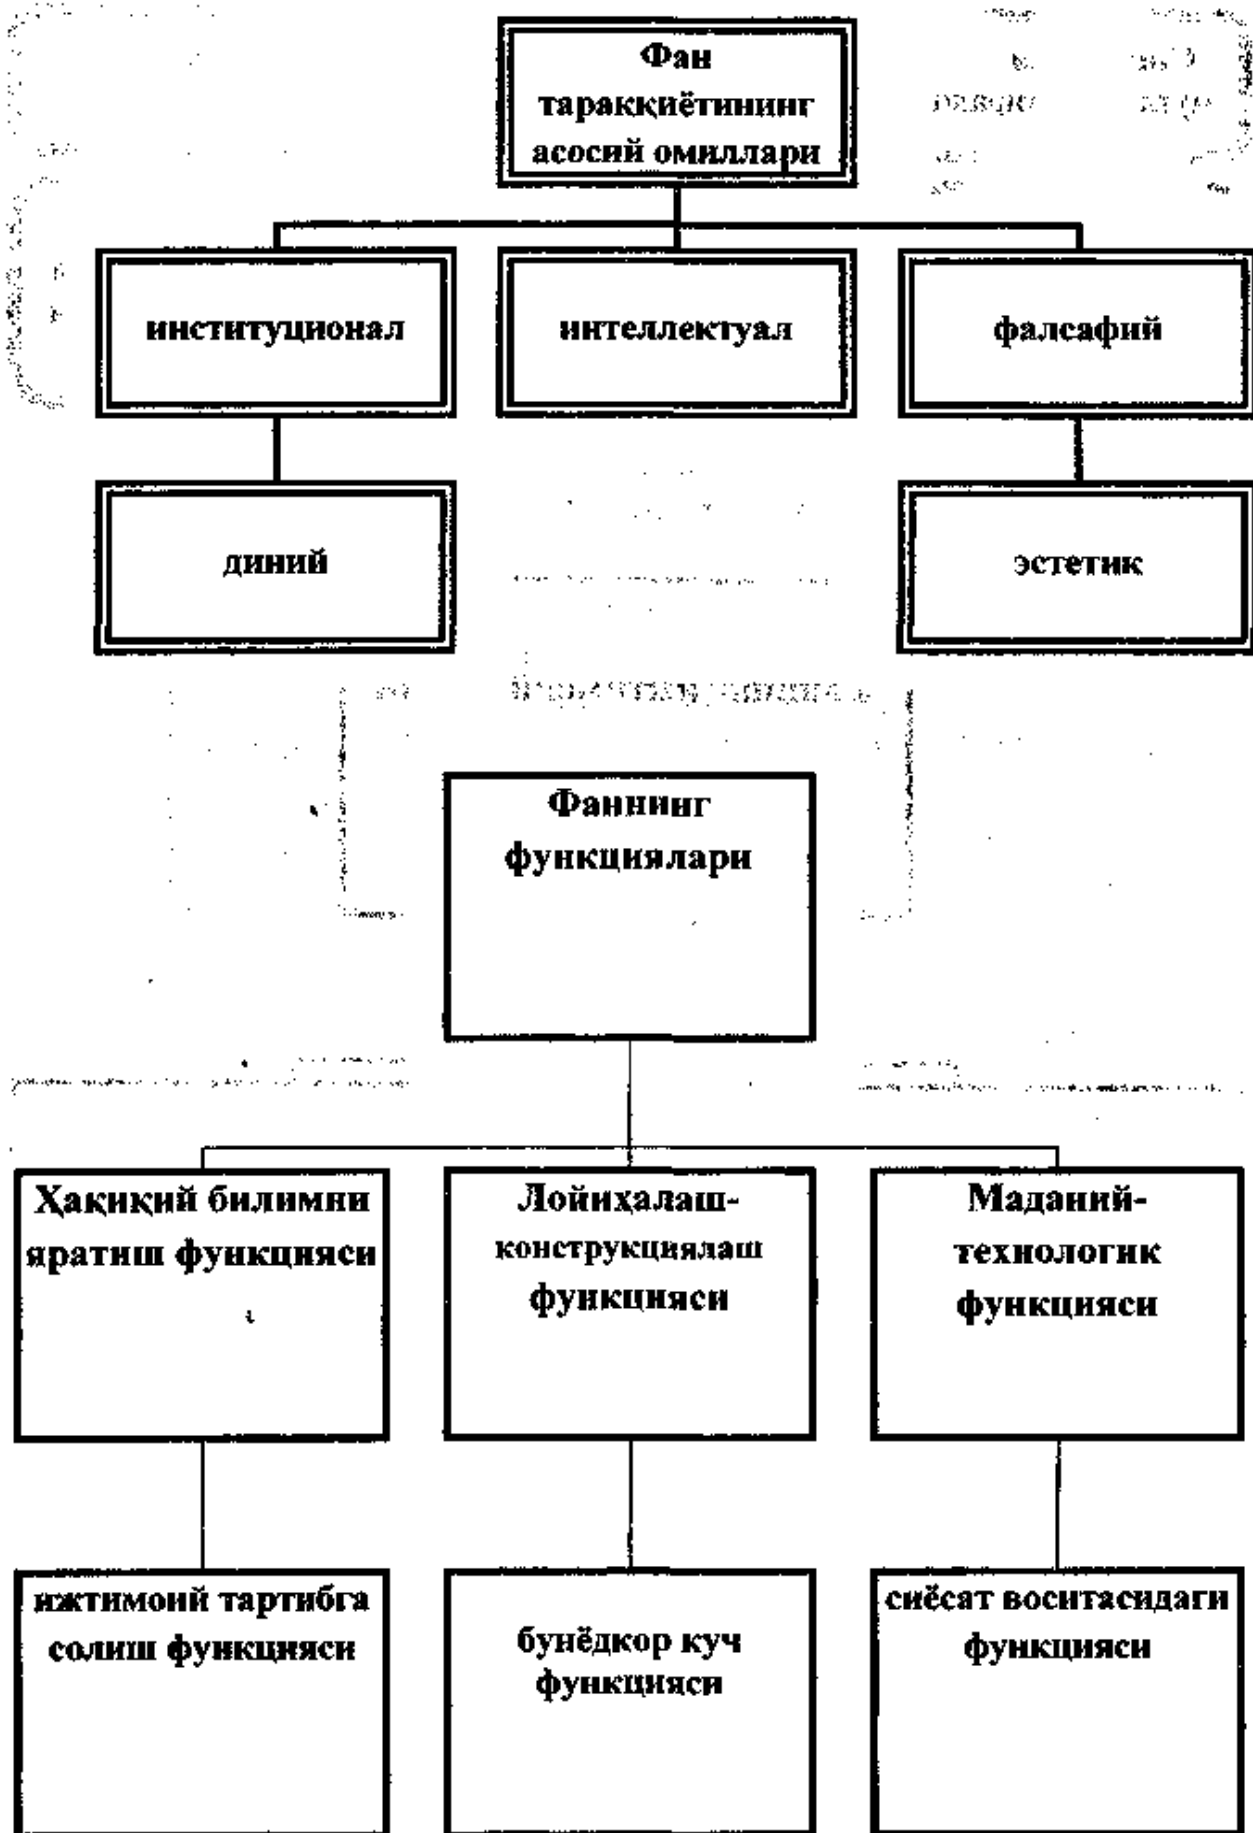 Фан
тараққиётининг
асосий омиллари
институционал
интеллектуал
фалсафий
диний
эстетик
Фаннинг
функциялари
Ҳақиқий билимни
яратиш функцияси
Лойиҳалаш-
конструкциялаш
функцияси
Маданий-
технологик
функцияси
ижтимоий тартибга
солиш функцияси
бунёдкор куч
функцияси
сиёсат воситасидаги
функцияси